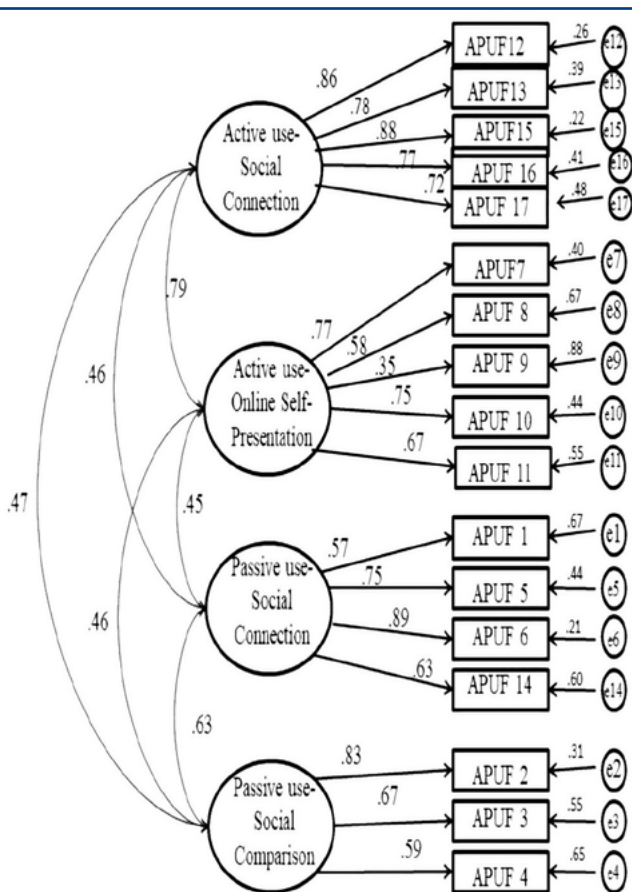 .86
APUF12
.26
e12
.78
APUF13
.39
e13
Active use-
Social
Connection
.88
APUF15
.22
e15
.77
APUF 16
.41
e16
.72
APUF 17
.48
e17
.79
.46
.47
.77
APUF7
.40
e7
.58
APUF 8
.67
e8
Active use-
Online Self-
Presentation
.35
APUF 9
.88
e9
.75
APUF 10
.44
e10
.67
APUF 11
.55
e11
.45
.46
.57
APUF 1
.67
e1
Passive use-
Social
Connection
.75
APUF 5
.44
e5
.89
APUF 6
.21
e6
.63
APUF 14
.60
e14
.63
.83
APUF 2
.31
e2
Passive use-
Social
Comparison
.67
APUF 3
.55
e3
.59
APUF 4
.65
e4